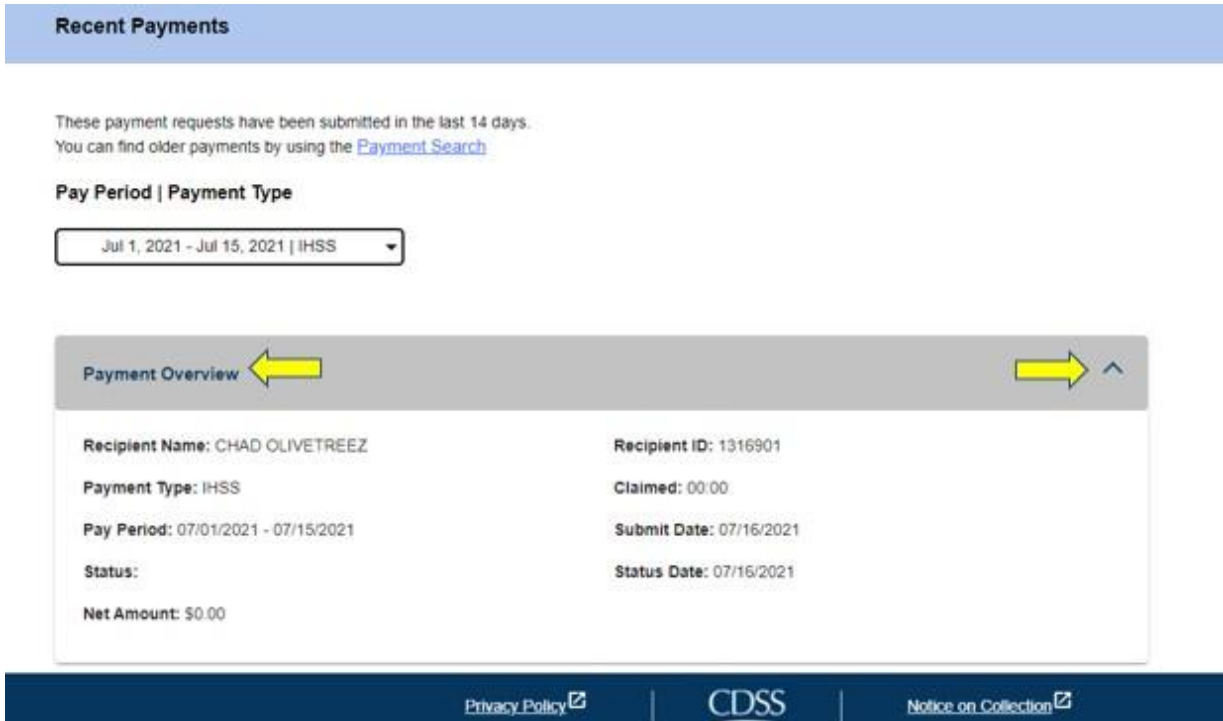 Recent Payments
These payment requests have been submitted in the last 14 days.
You can find older payments by using the Payment Search
Pay Period | Payment Type
Jul 1, 2021 - Jul 15, 2021 | IHSS
Payment Overview
Recipient Name: CHAD OLIVETREEZ
Recipient ID: 1316901
Payment Type: IHSS
Claimed: 00:00
Pay Period: 07/01/2021 - 07/15/2021
Submit Date: 07/16/2021
Status:
Status Date: 07/16/2021
Net Amount: $0.00
Privacy Policy | CDSS | Notice on Collection